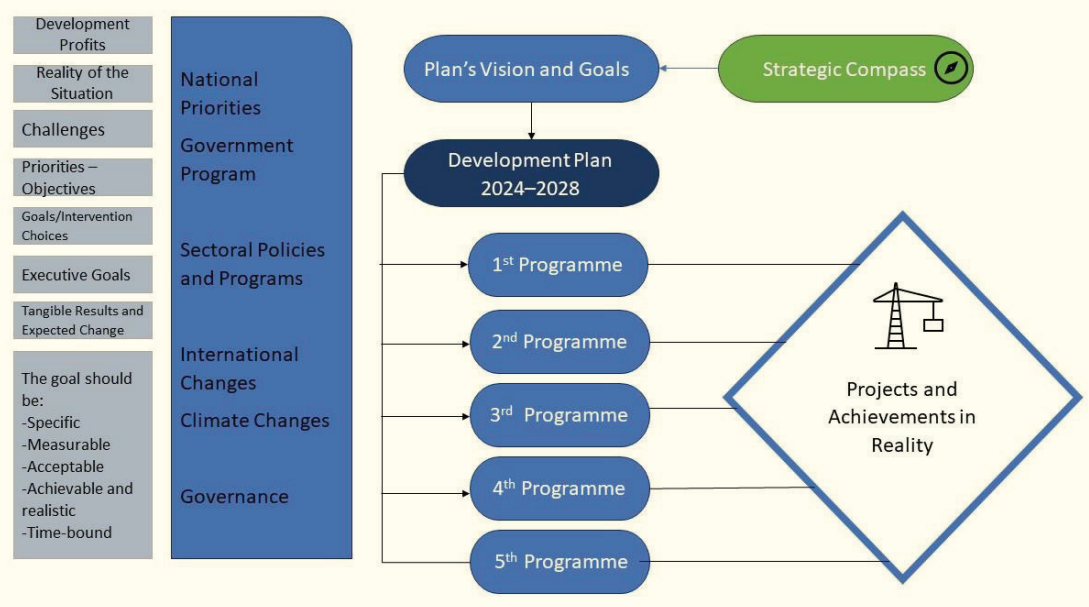 Development
Profits
Reality of the
Situation
Challenges
Priorities –
Objectives
Goals/Intervention
Choices
Executive Goals
Tangible Results and
Expected Change
The goal should
be:
-Specific
-Measurable
-Acceptable
-Achievable and
realistic
-Time-bound
National
Priorities
Government
Program
Sectoral Policies
and Programs
International
Changes
Climate Changes
Governance
Plan’s Vision and Goals
Strategic Compass
Development Plan
2024–2028
1st Programme
2nd Programme
3rd Programme
4th Programme
5th Programme
Projects and
Achievements in
Reality